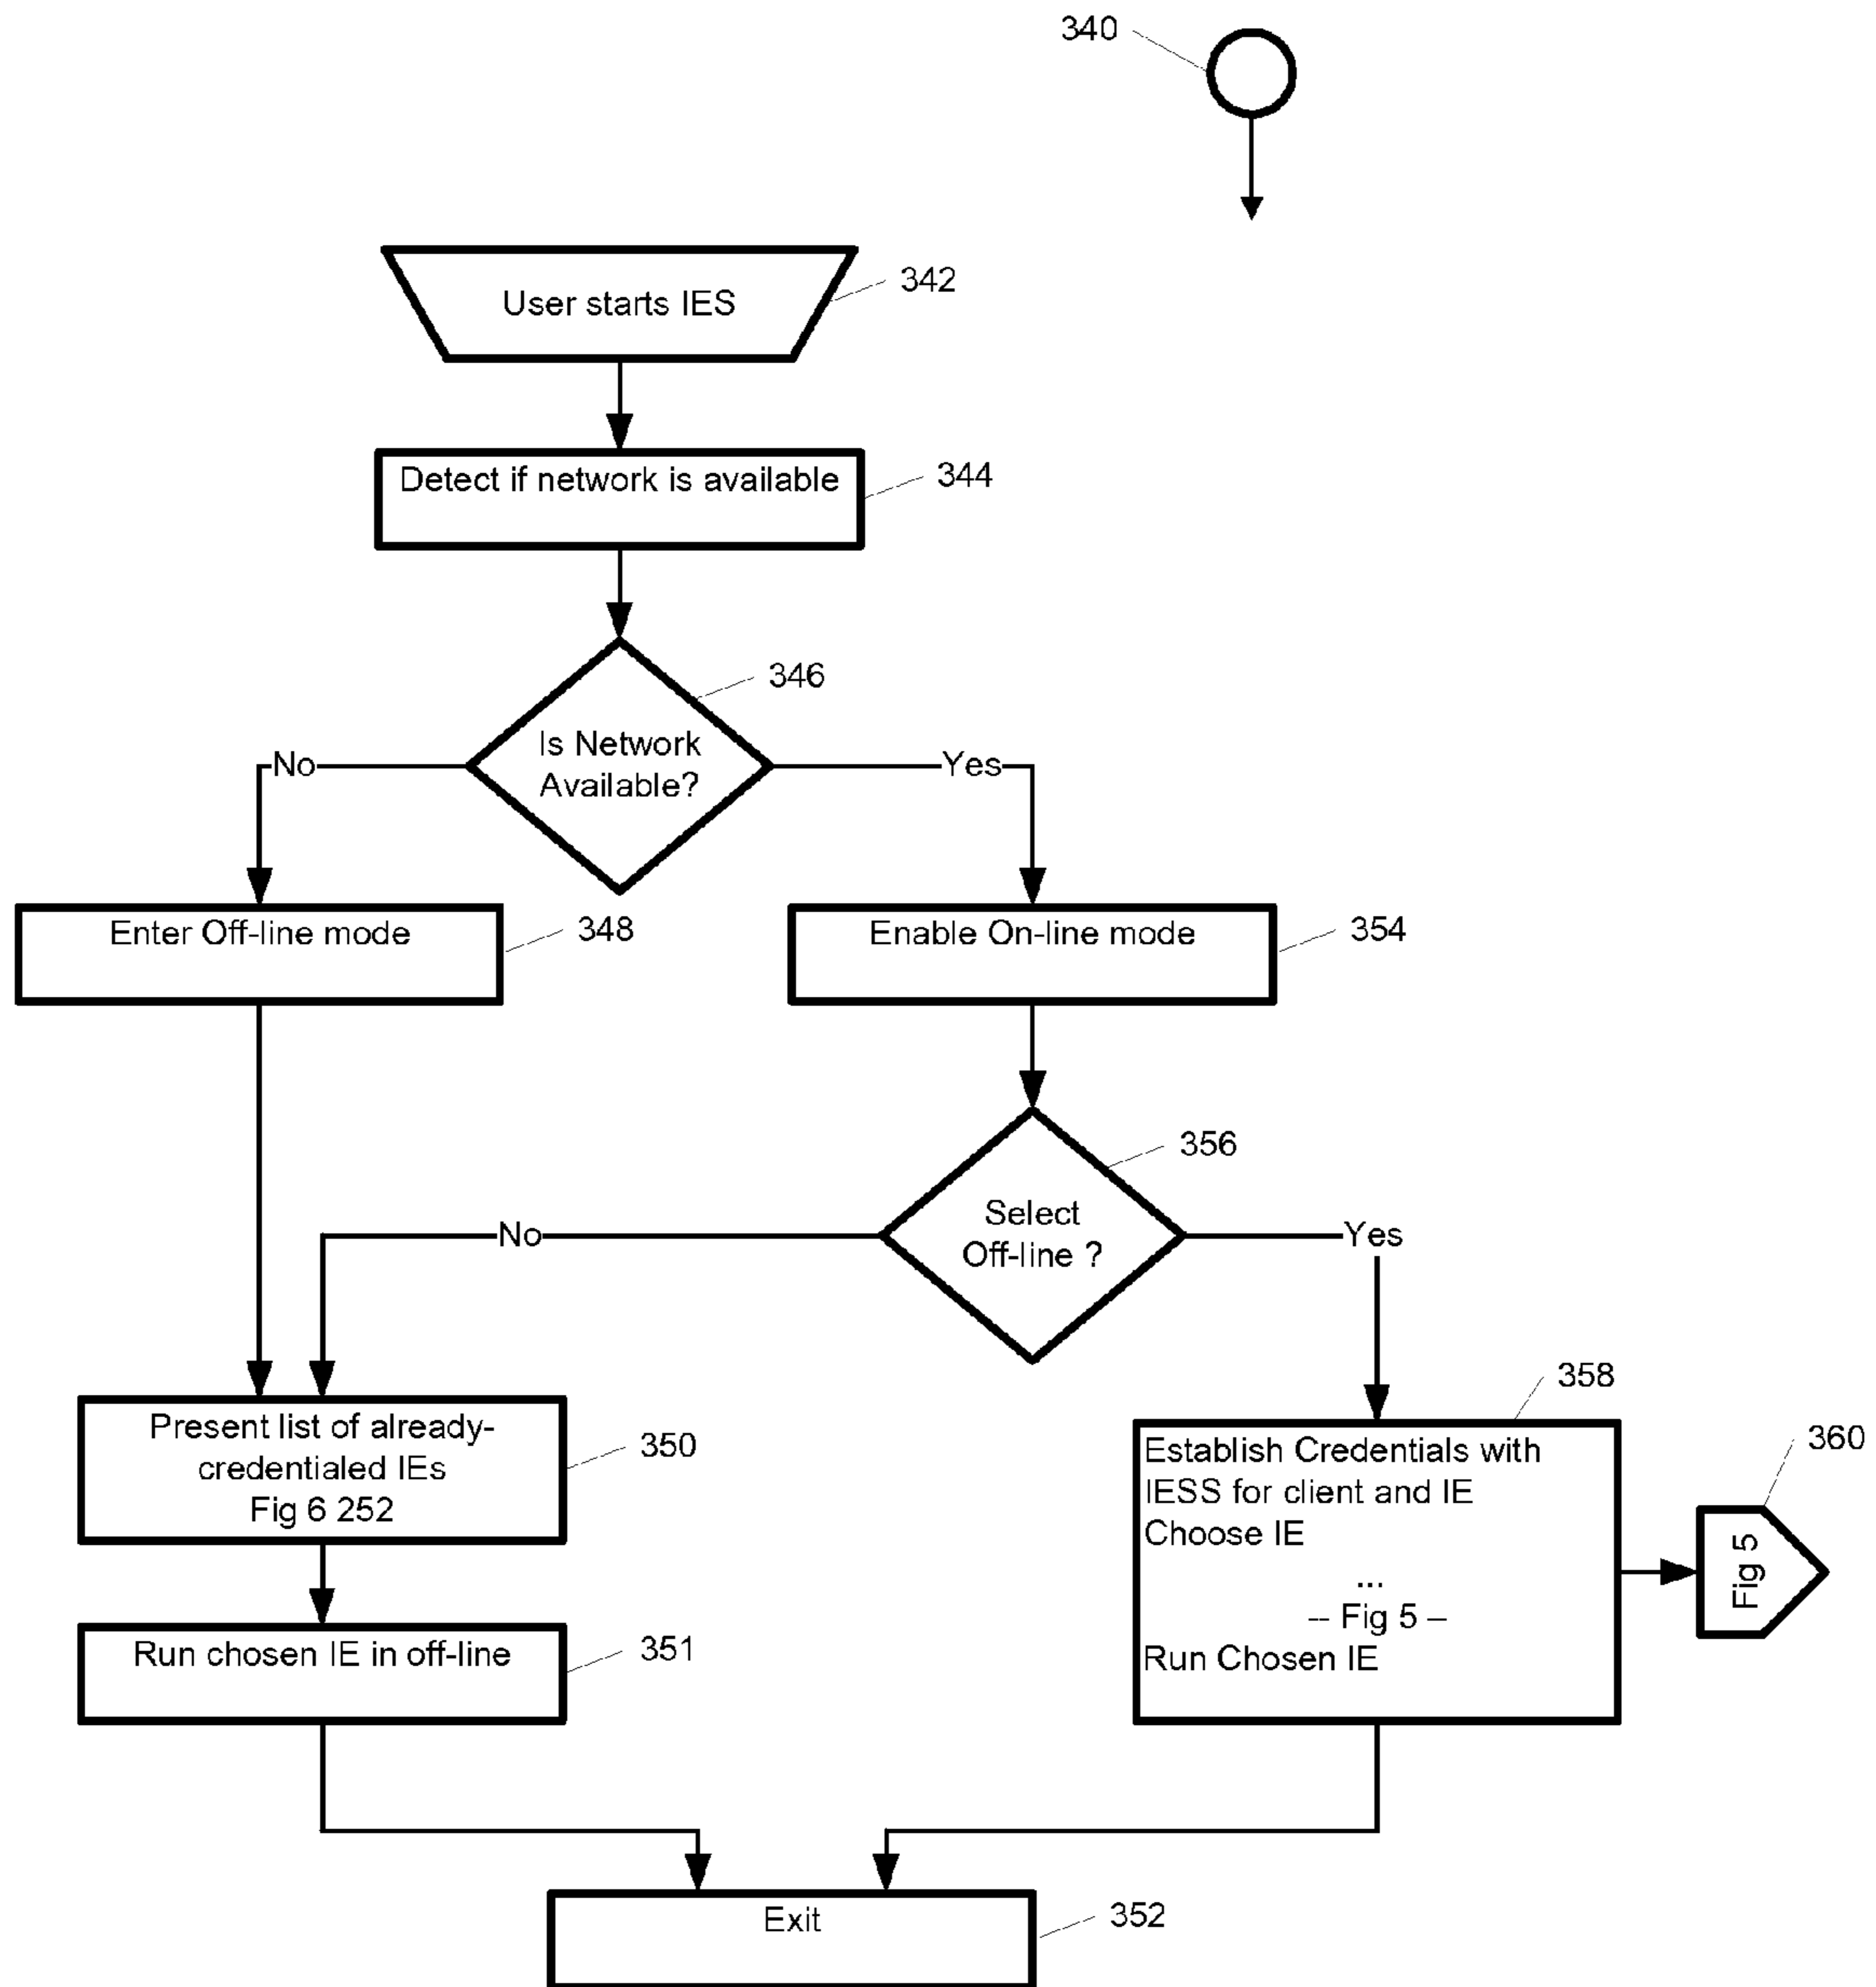 340
User starts IES
342
Detect if network is available
344
346
Is Network
Available?
No
Yes
Enter Off-line mode
348
Enable On-line mode
354
356
Select
Off-line ?
No
Yes
358
Present list of already-
credentialed IEs
Fig 6 252
350
Establish Credentials with
IESS for client and IE
Choose IE
...
-- Fig 5 –
Run Chosen IE
360
Fig 5
Run chosen IE in off-line
351
Exit
352